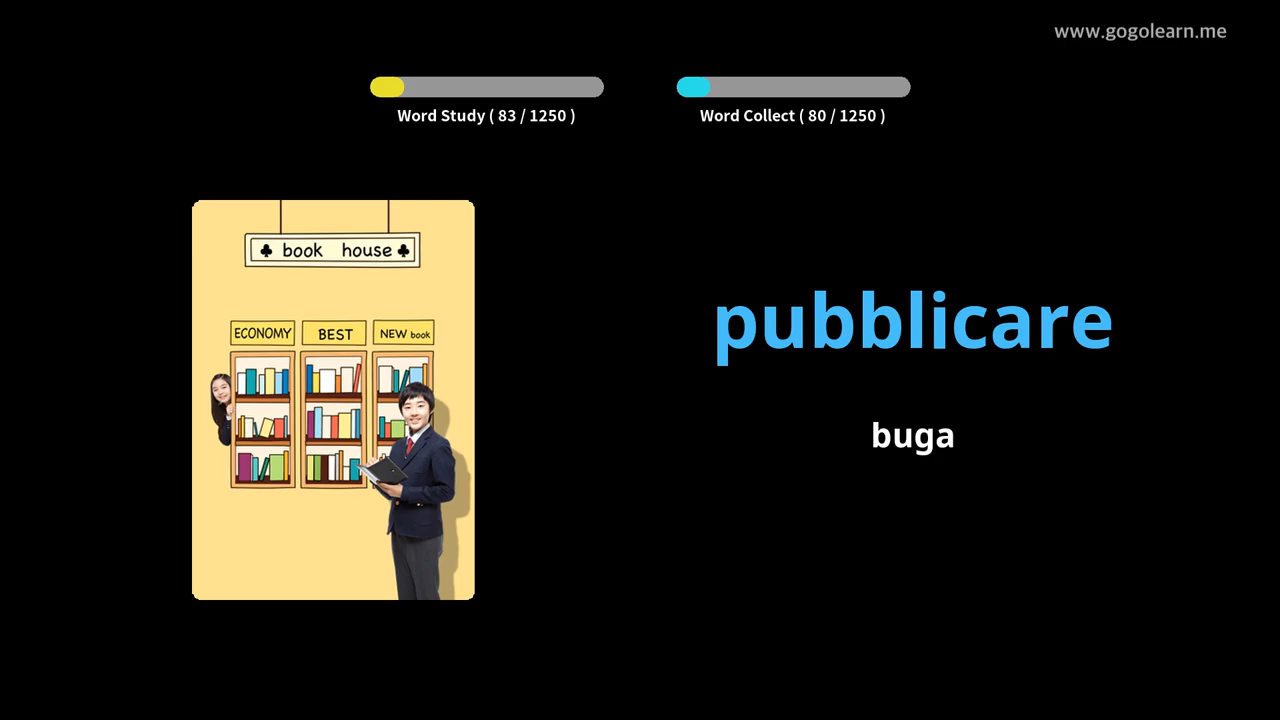 www.gogolearn.me
Word Study ( 83 / 1250 )
Word Collect ( 80 / 1250 )
♣ book house ♣
ECONOMY
BEST
NEW book
pubblicare
buga